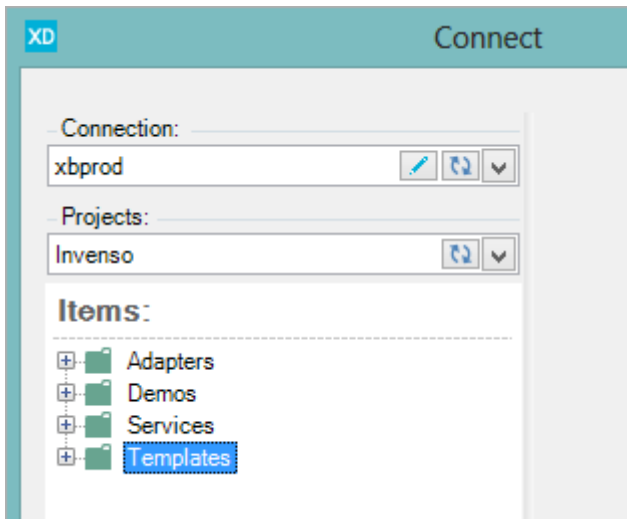 XD Connect
Connection:
xbprod
Projects:
Invenso
Items:
Adapters
Demos
Services
Templates